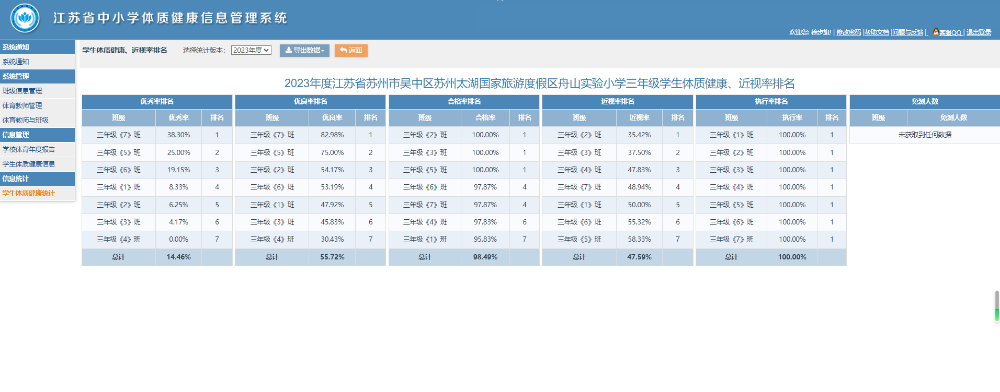 江苏省中小学体质健康信息管理系统
欢迎您: 徐步旗! | 修改密码 |帮助文档 |问题与反馈 | 客服QQ | 退出登录
系统通知
系统通知
系统管理
班级信息管理
体育教师管理
体育教师与班级
信息管理
学校体育年度报告
学生体质健康信息
信息统计
学生体质健康统计
学生体质健康、近视率排名 选择统计版本: 2023年度 导出数据 返回
2023年度江苏省苏州市吴中区苏州太湖国家旅游度假区舟山实验小学三年级学生体质健康、近视率排名
优秀率排名 优良率排名 合格率排名 近视率排名 执行率排名 免测人数
班级 优秀率 排名 班级 优良率 排名 班级 合格率 排名 班级 近视率 排名 班级 执行率 排名 班级 免测人数
三年级《7》班 38.30% 1 三年级《7》班 82.98% 1 三年级《2》班 100.00% 1 三年级《2》班 35.42% 1 三年级《1》班 100.00% 1 未获取到任何数据
三年级《5》班 25.00% 2 三年级《5》班 75.00% 2 三年级《3》班 100.00% 1 三年级《3》班 37.50% 2 三年级《2》班 100.00% 1
三年级《6》班 19.15% 3 三年级《2》班 54.17% 3 三年级《5》班 100.00% 1 三年级《4》班 47.83% 3 三年级《3》班 100.00% 1
三年级《1》班 8.33% 4 三年级《6》班 53.19% 4 三年级《6》班 97.87% 4 三年级《7》班 48.94% 4 三年级《4》班 100.00% 1
三年级《2》班 6.25% 5 三年级《1》班 47.92% 5 三年级《7》班 97.87% 4 三年级《1》班 50.00% 5 三年级《5》班 100.00% 1
三年级《3》班 4.17% 6 三年级《3》班 45.83% 6 三年级《4》班 97.83% 6 三年级《6》班 55.32% 6 三年级《6》班 100.00% 1
三年级《4》班 0.00% 7 三年级《4》班 30.43% 7 三年级《1》班 95.83% 7 三年级《5》班 58.33% 7 三年级《7》班 100.00% 1
总计 14.46% 总计 55.72% 总计 98.49% 总计 47.59% 总计 100.00%